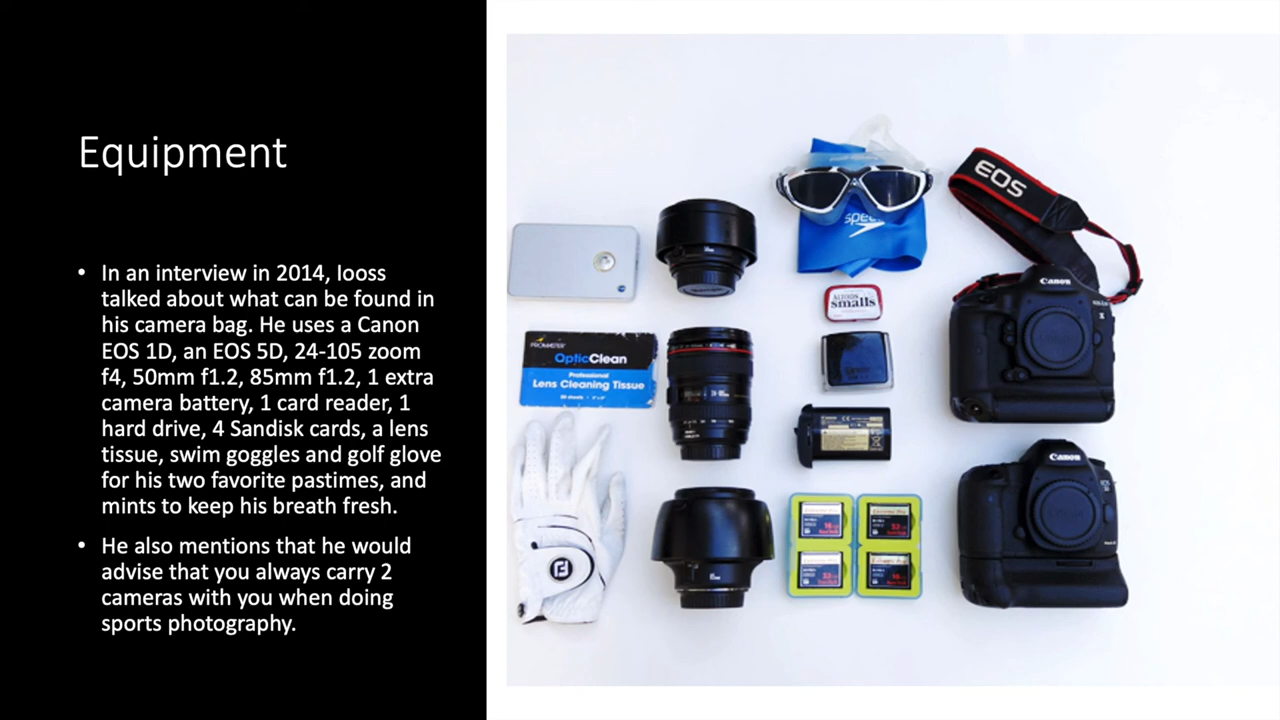 Equipment
• In an interview in 2014, Iooss
talked about what can be found in
his camera bag. He uses a Canon
EOS 1D, an EOS 5D, 24-105 zoom
f4, 50mm f1.2, 85mm f1.2, 1 extra
camera battery, 1 card reader, 1
hard drive, 4 Sandisk cards, a lens
tissue, swim goggles and golf glove
for his two favorite pastimes, and
mints to keep his breath fresh.
• He also mentions that he would
advise that you always carry 2
cameras with you when doing
sports photography.
EOS
Canon
ALTOIDS
smalls
PROMASTER
OpticClean
Professional
Lens Cleaning Tissue
Canon